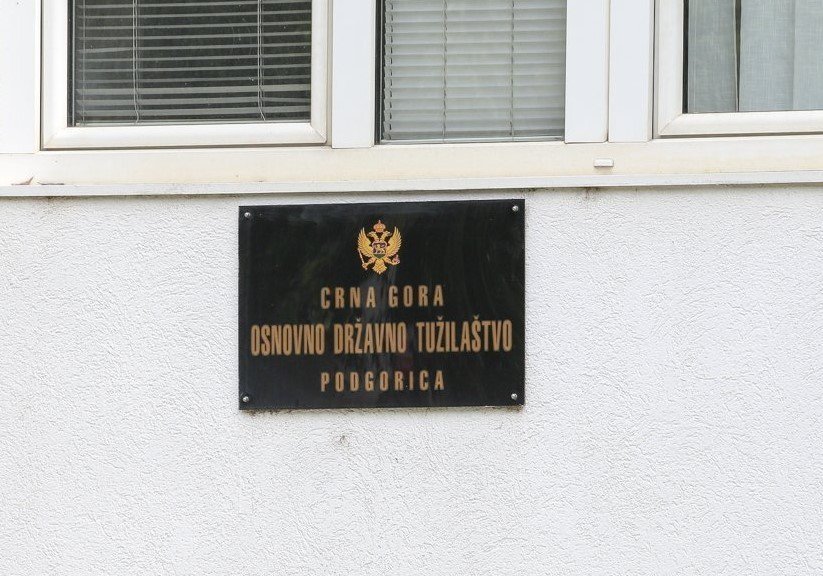 CRNA GORA
OSNOVNO DRŽAVNO TUŽILAŠTVO
PODGORICA